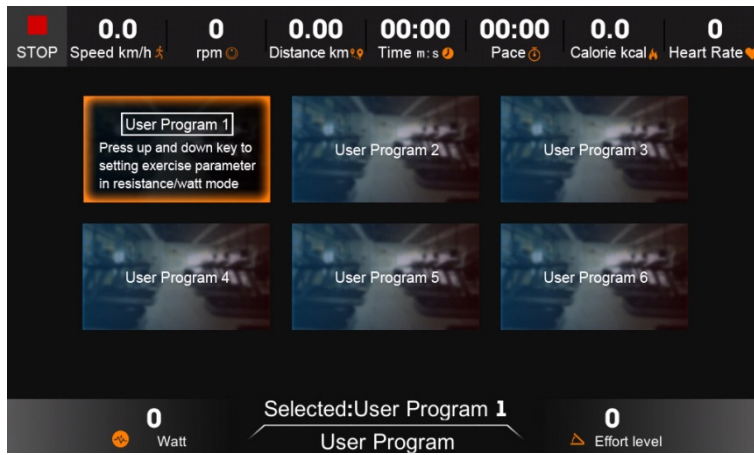 0.0 0 0.00 00:00 00:00 0.0 0
STOP Speed km/h rpm Distance km Time m:s Pace Calorie kcal Heart Rate
User Program 1
Press up and down key to
setting exercise parameter
in resistance/watt mode
User Program 2
User Program 3
User Program 4
User Program 5
User Program 6
0
Watt
Selected:User Program 1
User Program
0
Effort level